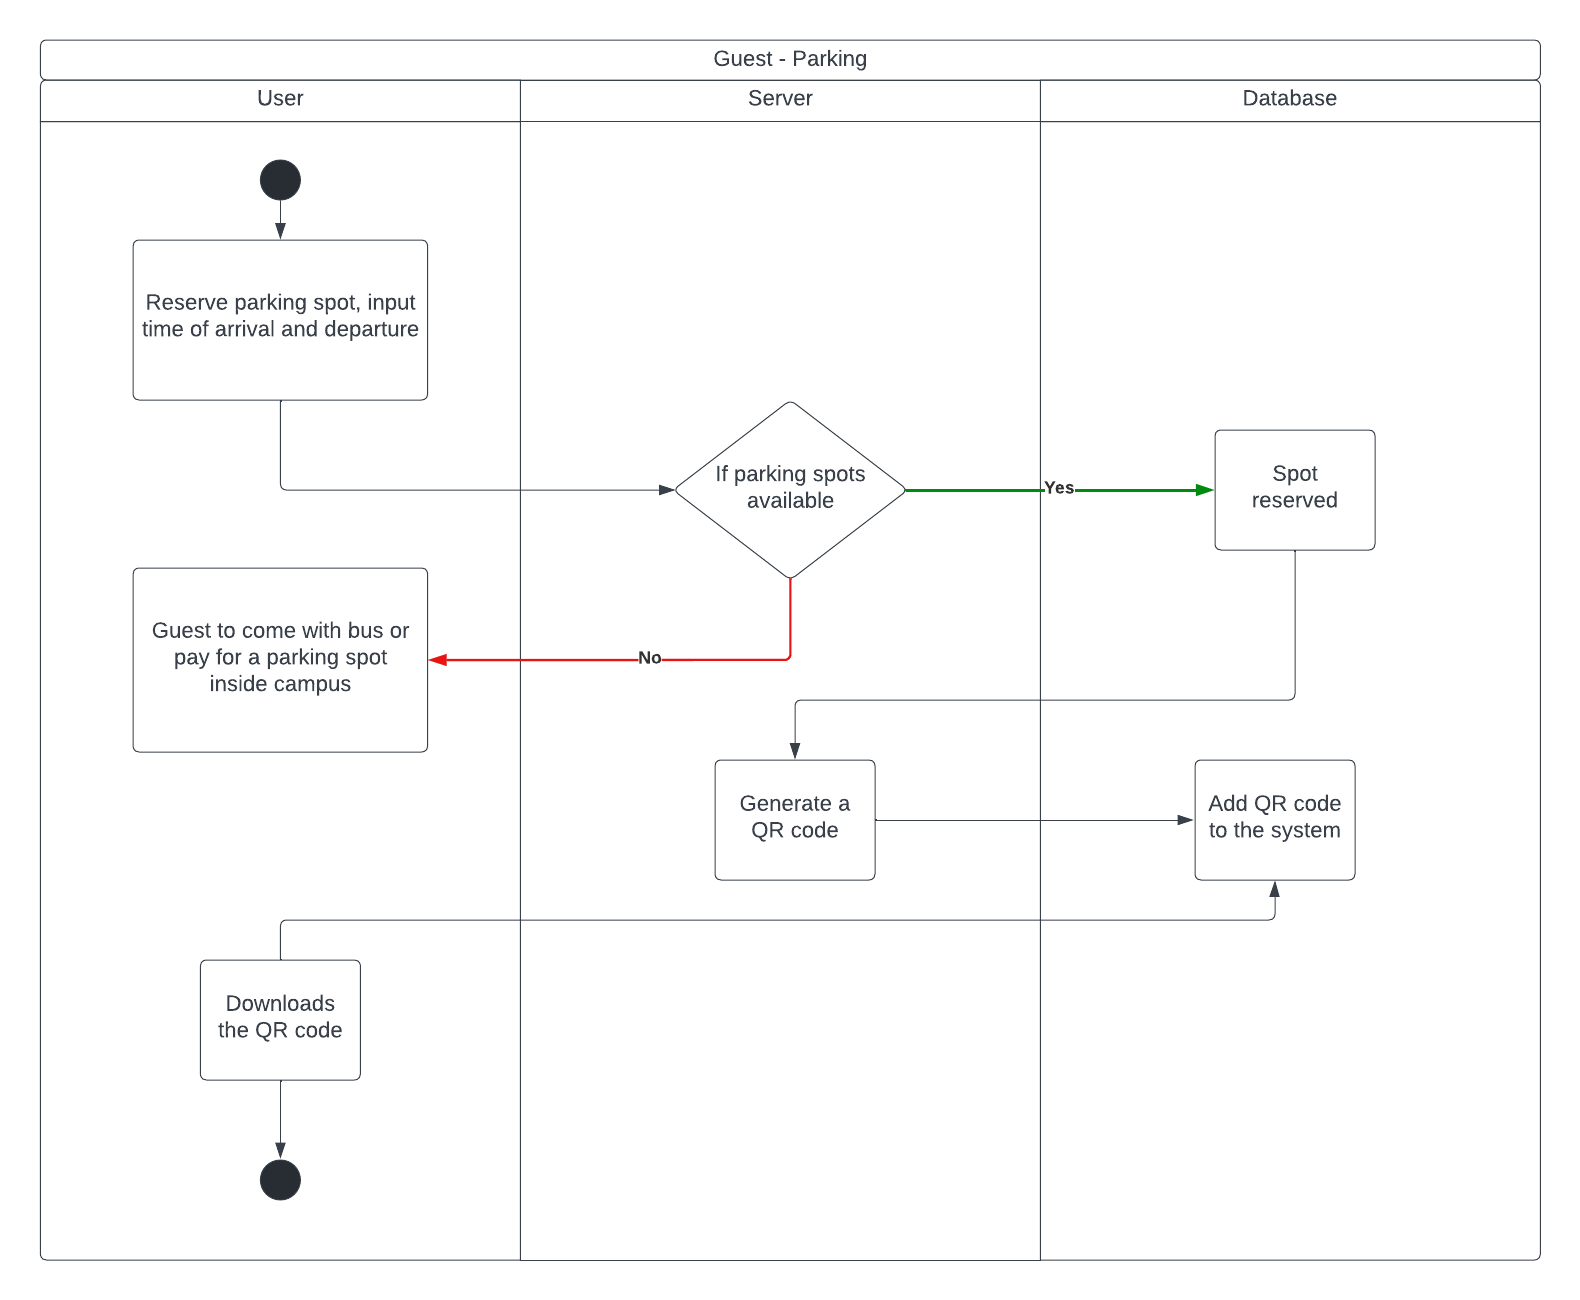 Guest - Parking
User
Server
Database
Reserve parking spot, input
time of arrival and departure
If parking spots
available
Yes
Spot
reserved
Guest to come with bus or
pay for a parking spot
inside campus
No
Generate a
QR code
Add QR code
to the system
Downloads
the QR code